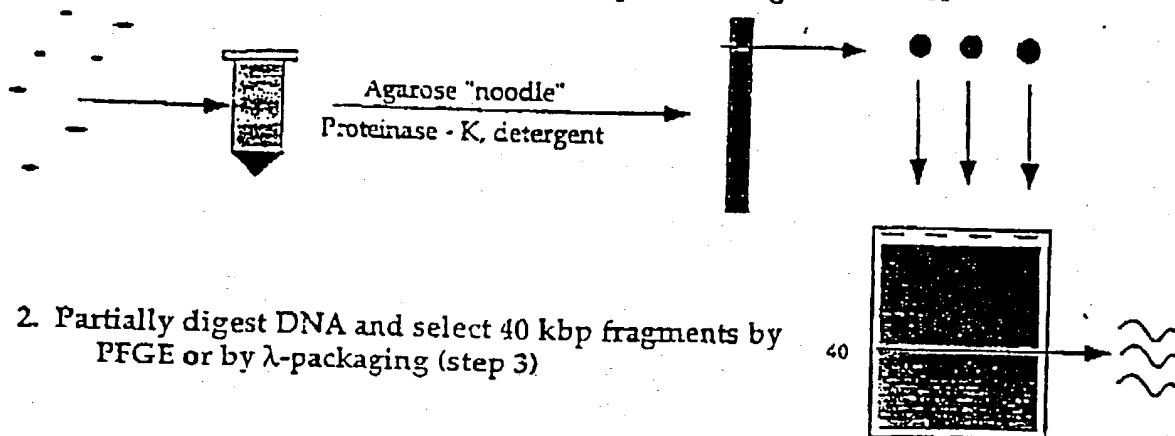 Agarose "noodle"
Proteinase - K, detergent
2. Partially digest DNA and select 40 kbp fragments by
PFGE or by λ-packaging (step 3)
40